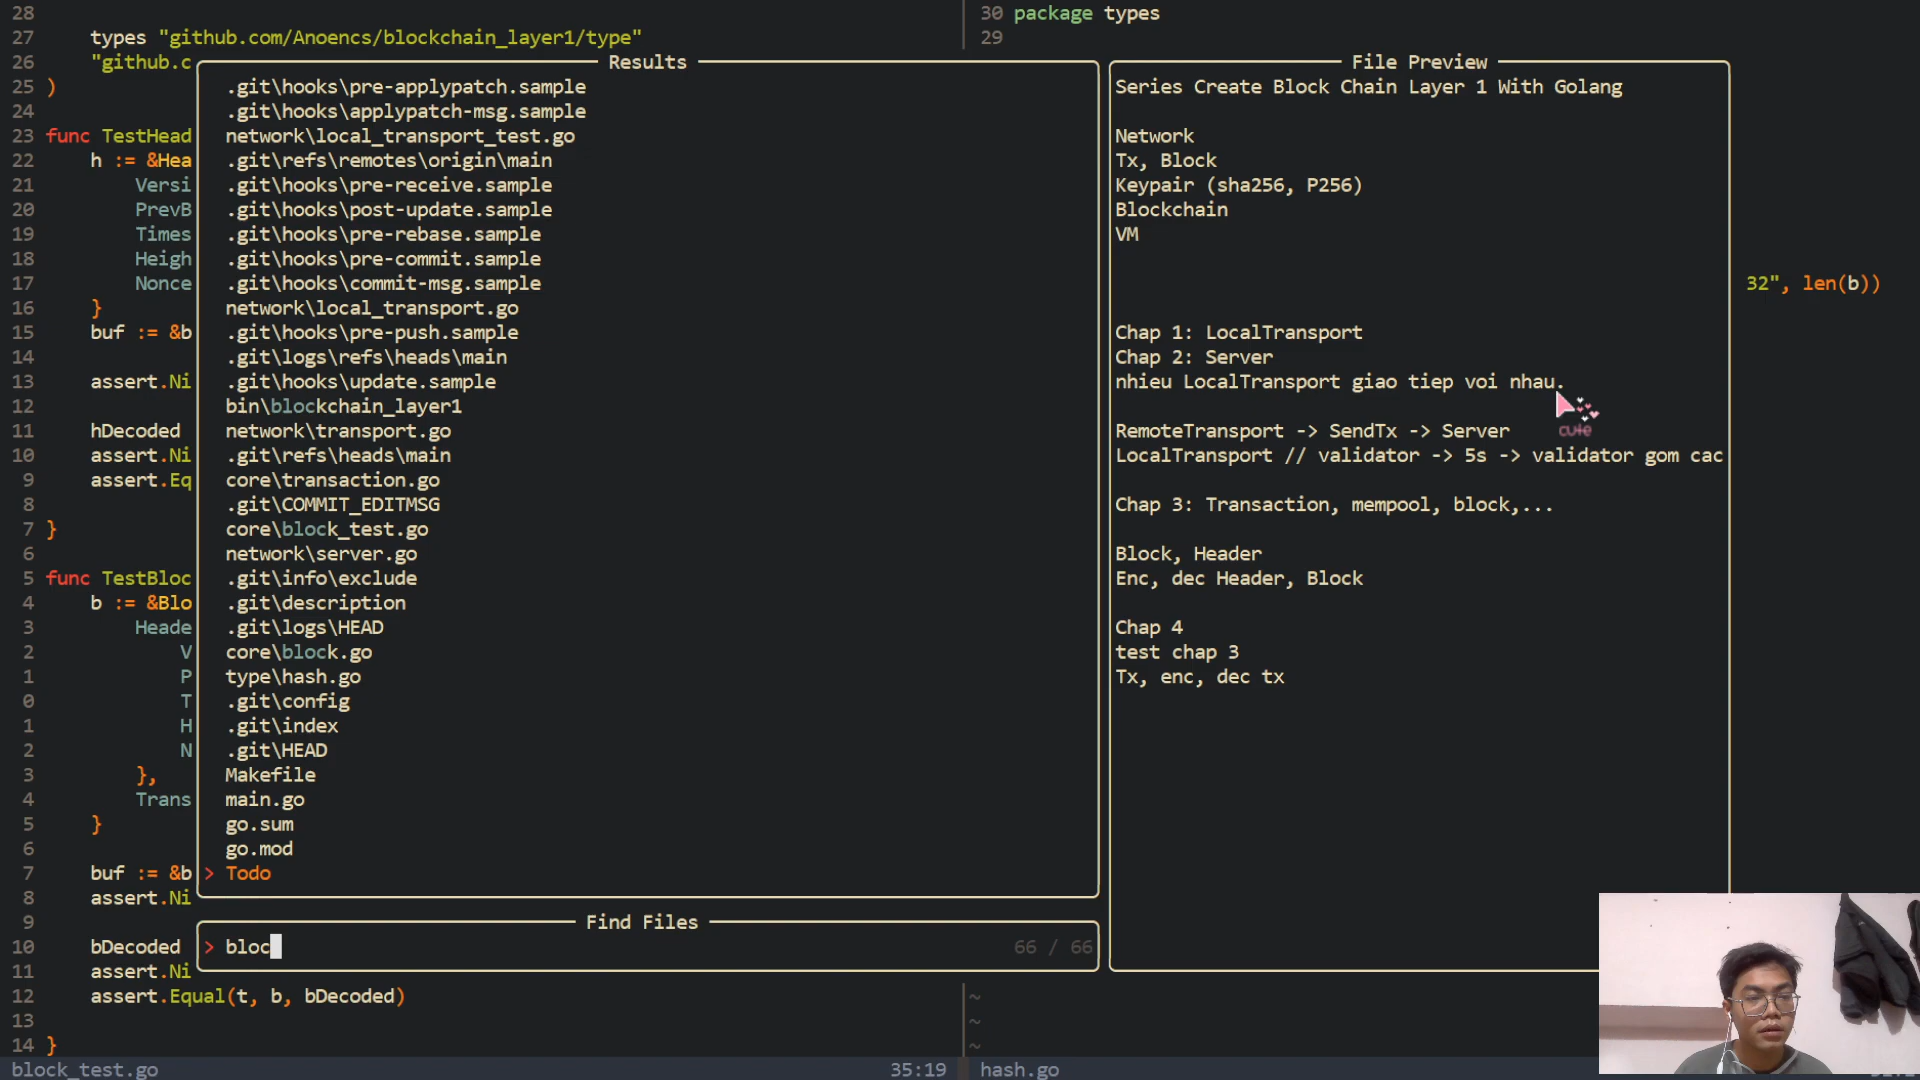 28
27 types "github.com/Anoencs/blockchain_layer1/type"
26 "github.c
25 )
24
23 func TestHead
22 h := &Hea
21 Versi
20 PrevB
19 Times
18 Heigh
17 Nonce
16 }
15 buf := &b
14
13 assert.Ni
12
11 hDecoded
10 assert.Ni
9 assert.Eq
8
7 }
6
5 func TestBloc
4 b := &Blo
3 Heade
2 V
1 P
0 T
1 H
2 N
3 },
4 Trans
5 }
6
7 buf := &b
8 assert.Ni
9
10 bDecoded
11 assert.Ni
12 assert.Equal(t, b, bDecoded)
13
14 }
block_test.go 35:19
Results
.git\hooks\pre-applypatch.sample
.git\hooks\applypatch-msg.sample
network\local_transport_test.go
.git\refs\remotes\origin\main
.git\hooks\pre-receive.sample
.git\hooks\post-update.sample
.git\hooks\pre-rebase.sample
.git\hooks\pre-commit.sample
.git\hooks\commit-msg.sample
network\local_transport.go
.git\hooks\pre-push.sample
.git\logs\refs\heads\main
.git\hooks\update.sample
bin\blockchain_layer1
network\transport.go
.git\refs\heads\main
core\transaction.go
.git\COMMIT_EDITMSG
core\block_test.go
network\server.go
.git\info\exclude
.git\description
.git\logs\HEAD
core\block.go
type\hash.go
.git\config
.git\index
.git\HEAD
Makefile
main.go
go.sum
go.mod
> Todo
Find Files
> bloc 66 / 66
30 package types
29
File Preview
Series Create Block Chain Layer 1 With Golang
Network
Tx, Block
Keypair (sha256, P256)
Blockchain
VM
Chap 1: LocalTransport
Chap 2: Server
nhieu LocalTransport giao tiep voi nhau.
RemoteTransport -> SendTx -> Server
LocalTransport // validator -> 5s -> validator gom cac
Chap 3: Transaction, mempool, block,...
Block, Header
Enc, dec Header, Block
Chap 4
test chap 3
Tx, enc, dec tx
cute
32", len(b))
~
~
~
hash.go